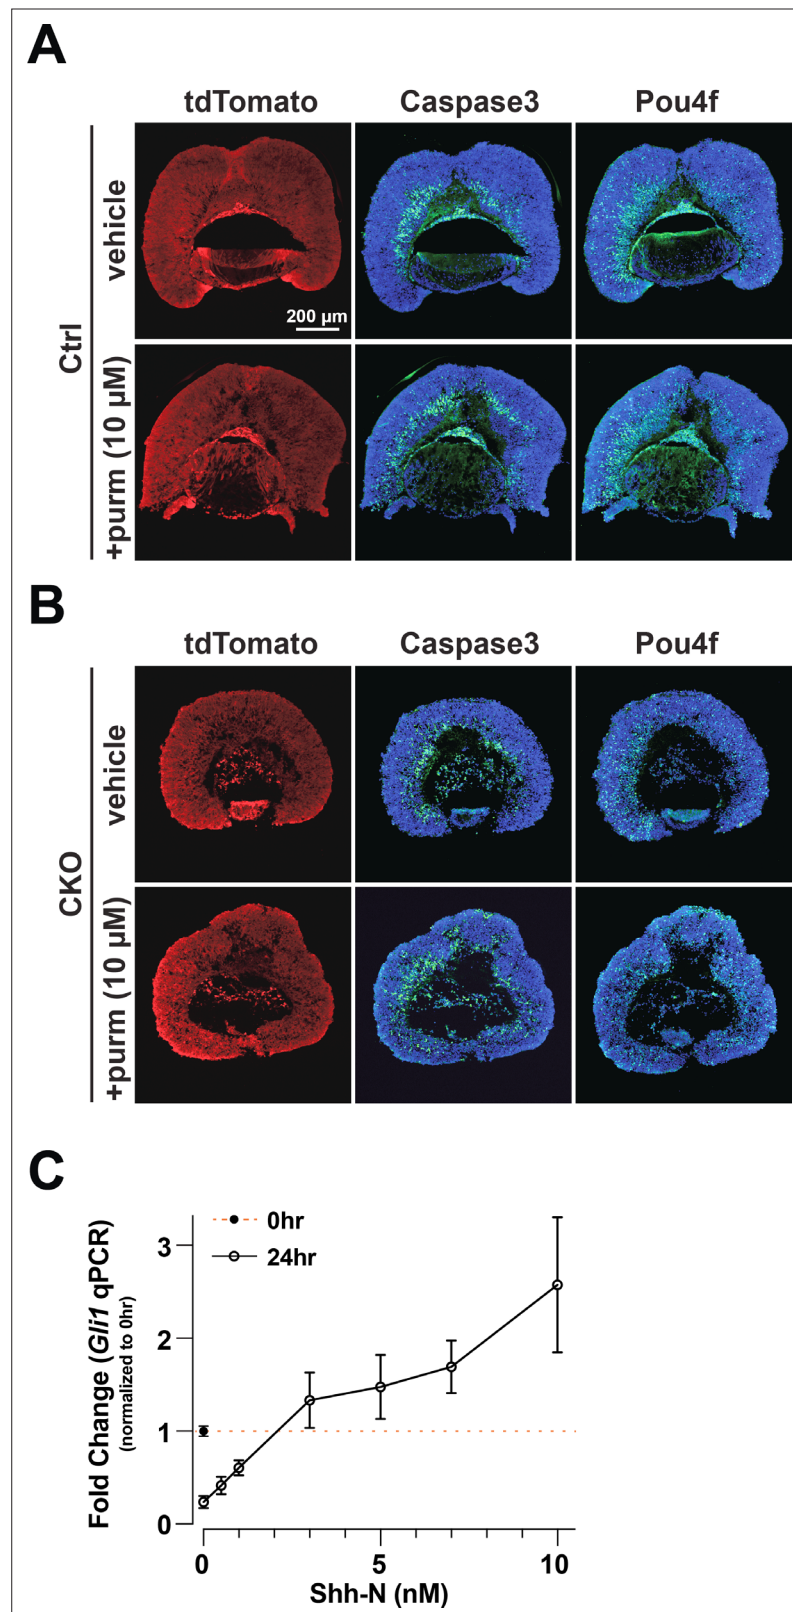 A
tdTomato Caspase3 Pou4f
Ctrl
vehicle
200 µm
+purm (10 µM)
B
tdTomato Caspase3 Pou4f
CKO
vehicle
+purm (10 µM)
C
Fold Change (Gli1 qPCR)
(normalized to 0hr)
0hr
24hr
3
2
1
0
0 5 10
Shh-N (nM)